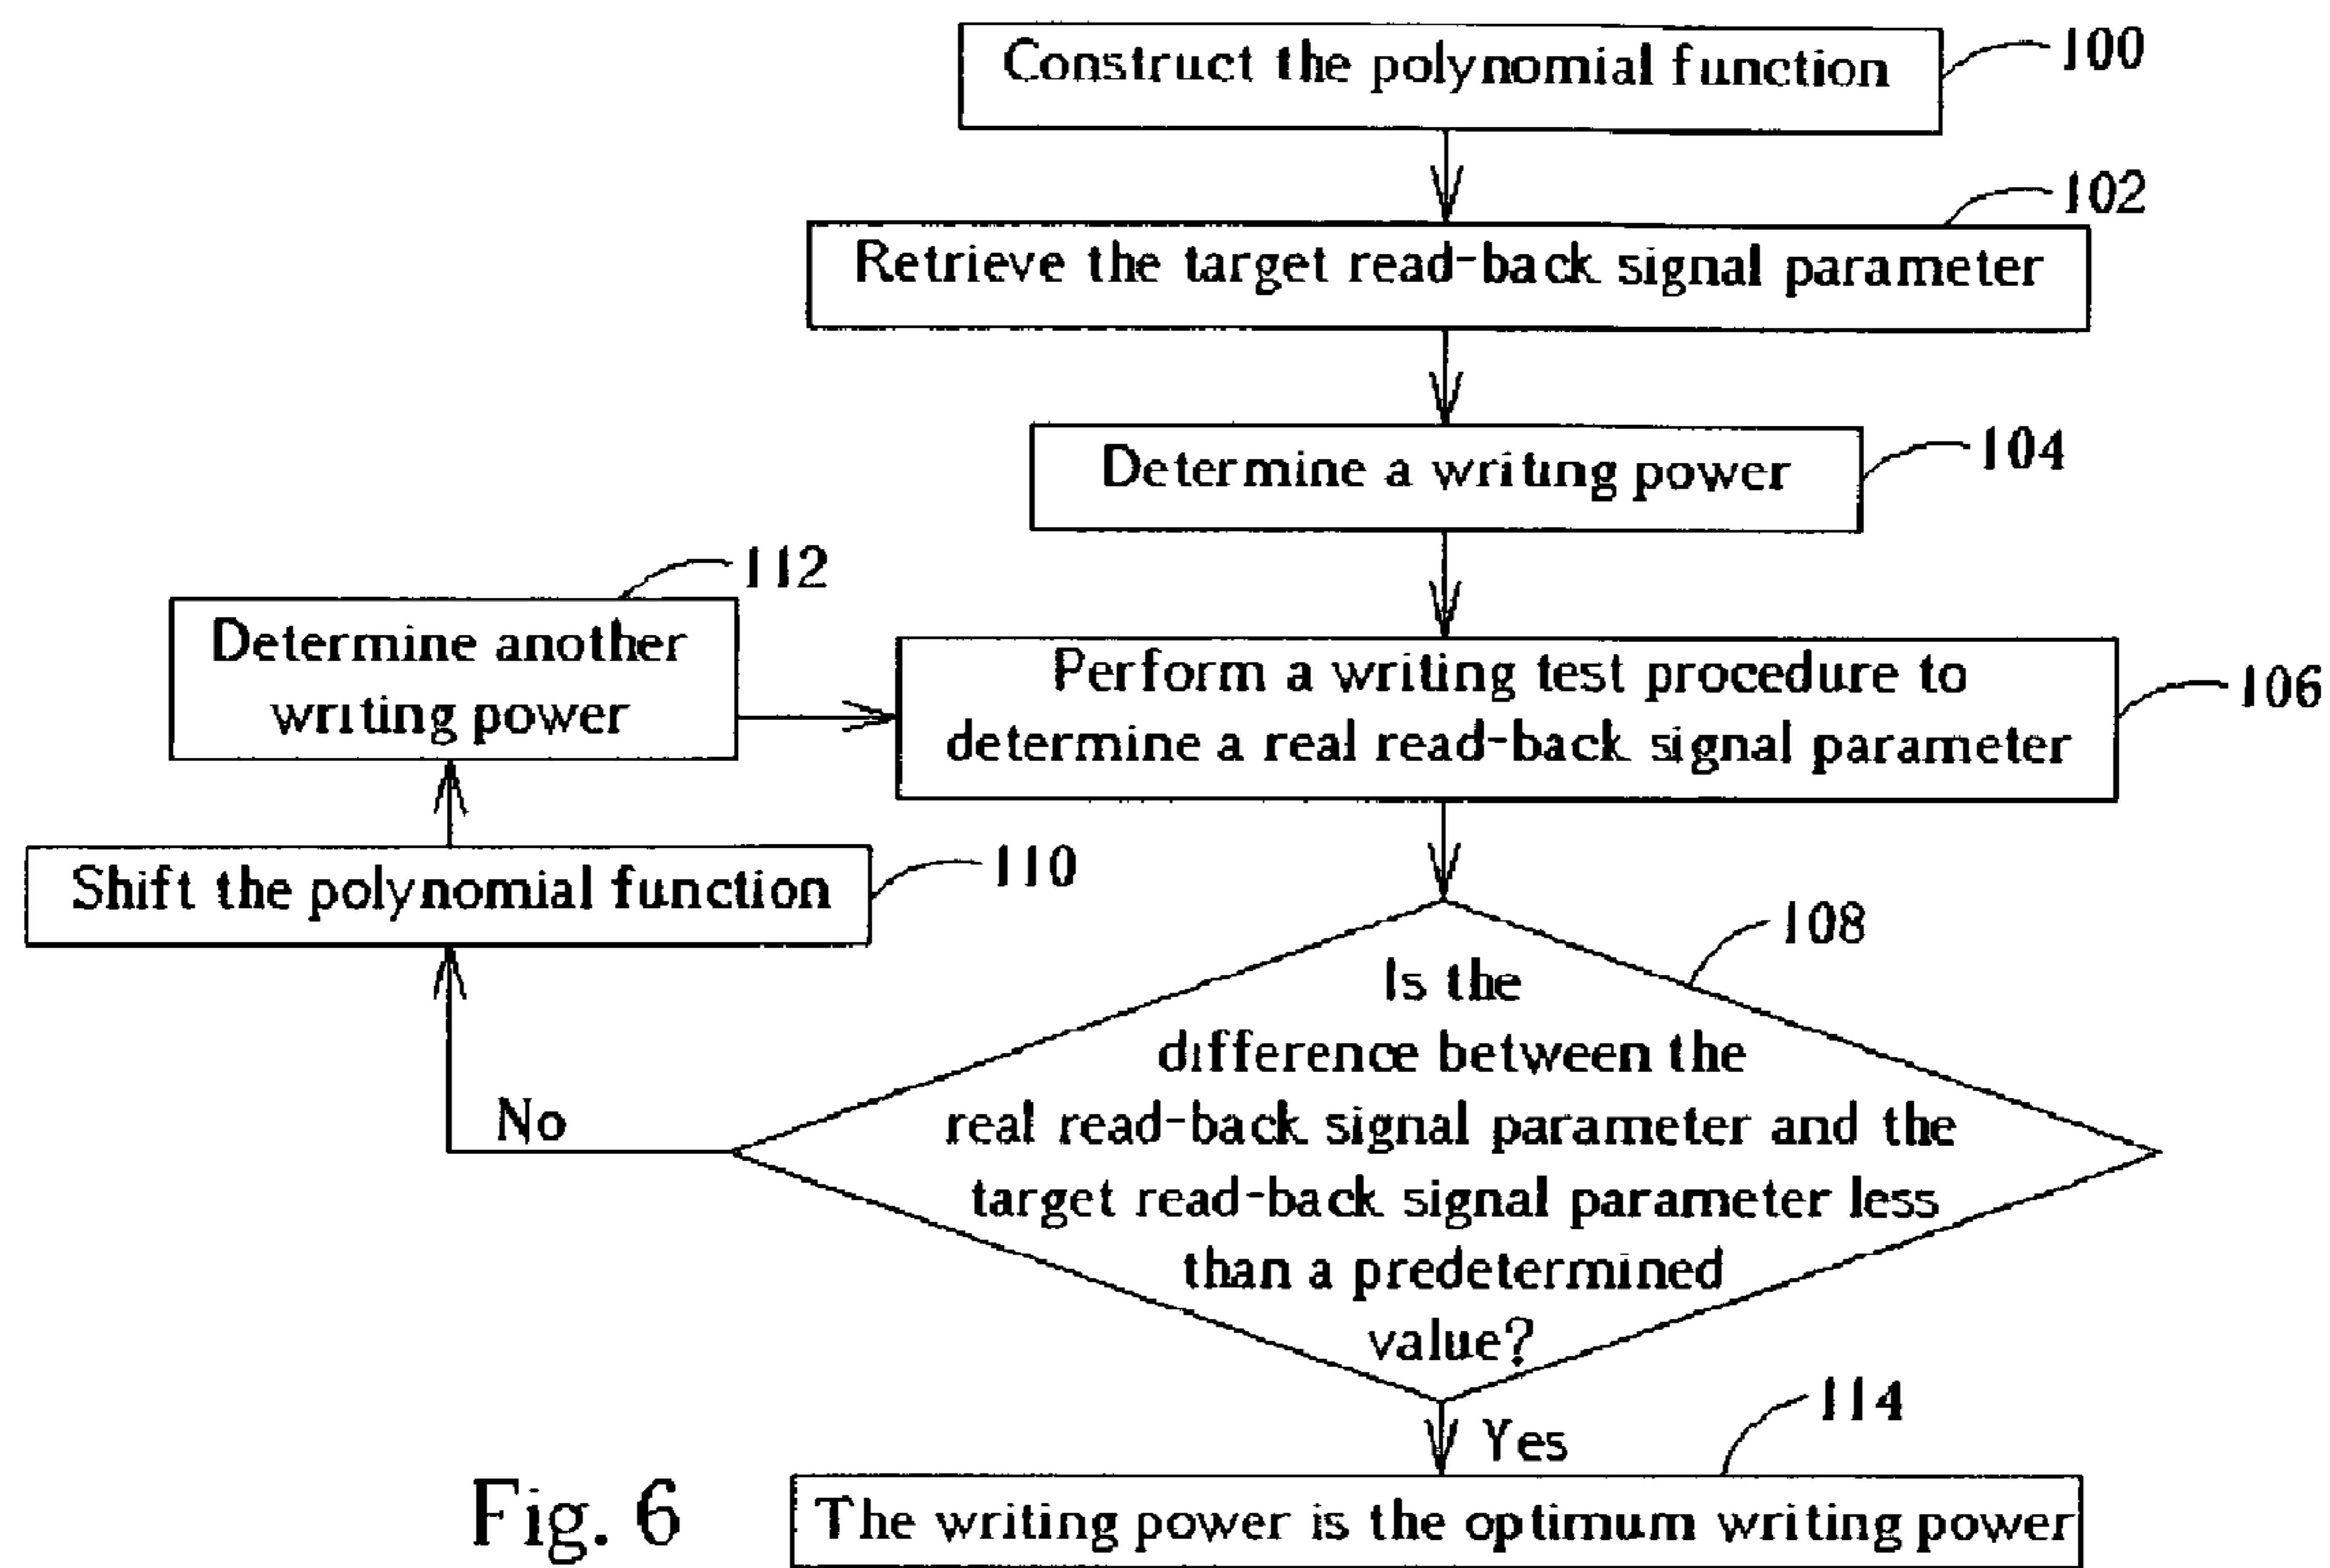 Construct the polynomial function
100
Retrieve the target read-back signal parameter
102
Determine a writing power
104
112
Determine another
writing power
Perform a writing test procedure to
determine a real read-back signal parameter
106
Shift the polynomial function
110
108
Is the
difference between the
real read-back signal parameter and the
target read-back signal parameter less
than a predetermined
value?
No
Yes
114
The writing power is the optimum writing power
Fig. 6